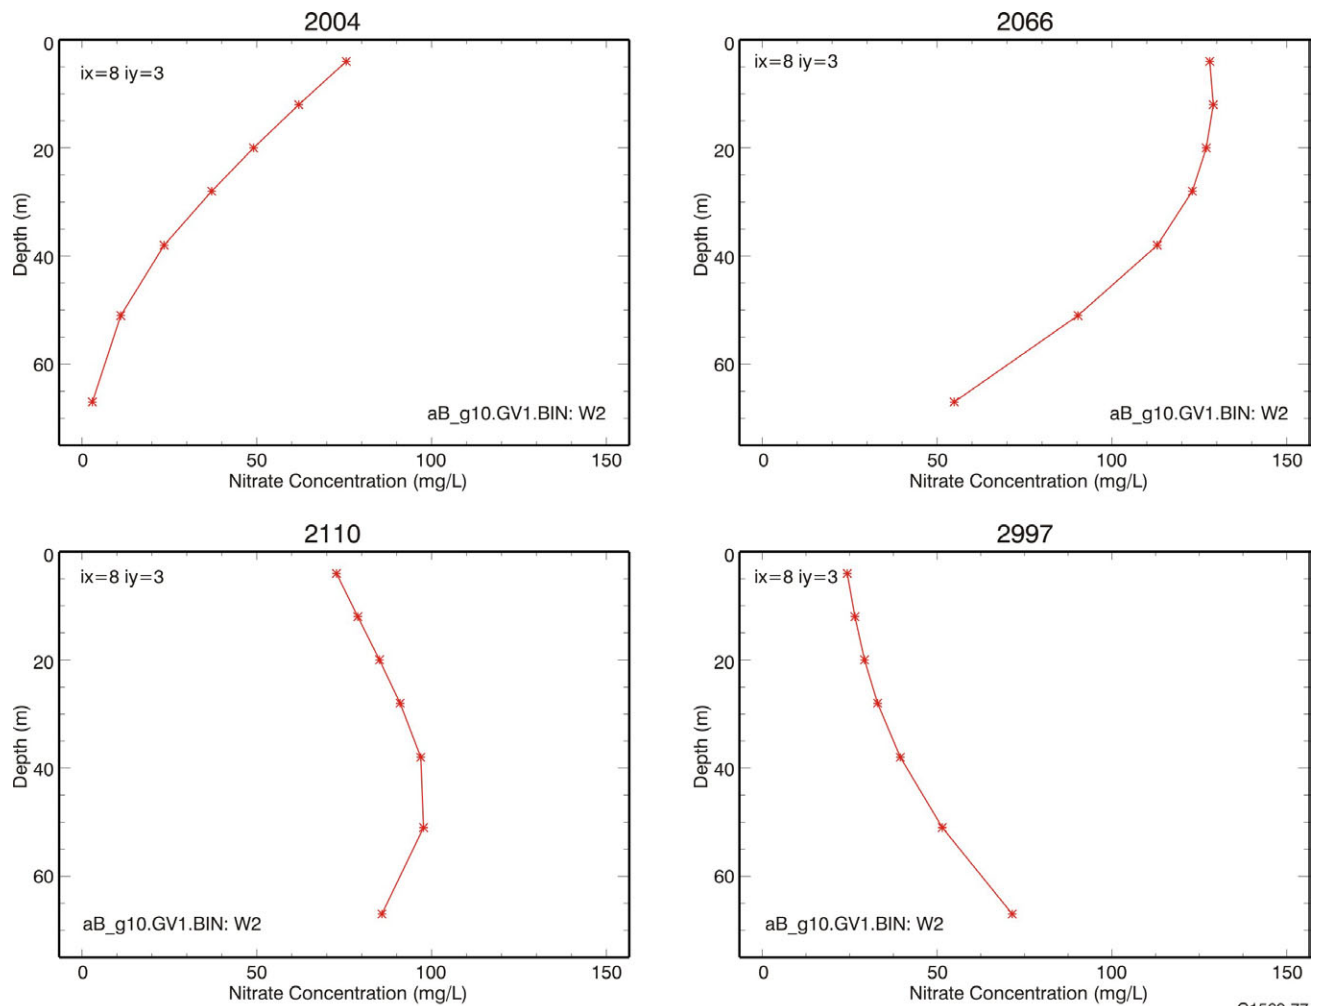 2004
0
20
40
60
Depth (m)
ix=8 iy=3
aB_g10.GV1.BIN: W2
0 50 100 150
Nitrate Concentration (mg/L)
2066
0
20
40
60
Depth (m)
ix=8 iy=3
aB_g10.GV1.BIN: W2
0 50 100 150
Nitrate Concentration (mg/L)
2110
0
20
40
60
Depth (m)
ix=8 iy=3
aB_g10.GV1.BIN: W2
0 50 100 150
Nitrate Concentration (mg/L)
2997
0
20
40
60
Depth (m)
ix=8 iy=3
aB_g10.GV1.BIN: W2
0 50 100 150
Nitrate Concentration (mg/L)